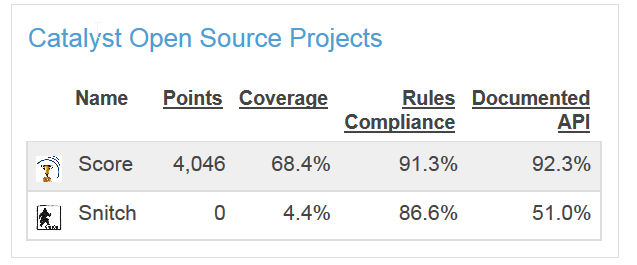 Catalyst Open Source Projects
Name Points Coverage Rules Compliance Documented API
Score 4,046 68.4% 91.3% 92.3%
Snitch 0 4.4% 86.6% 51.0%